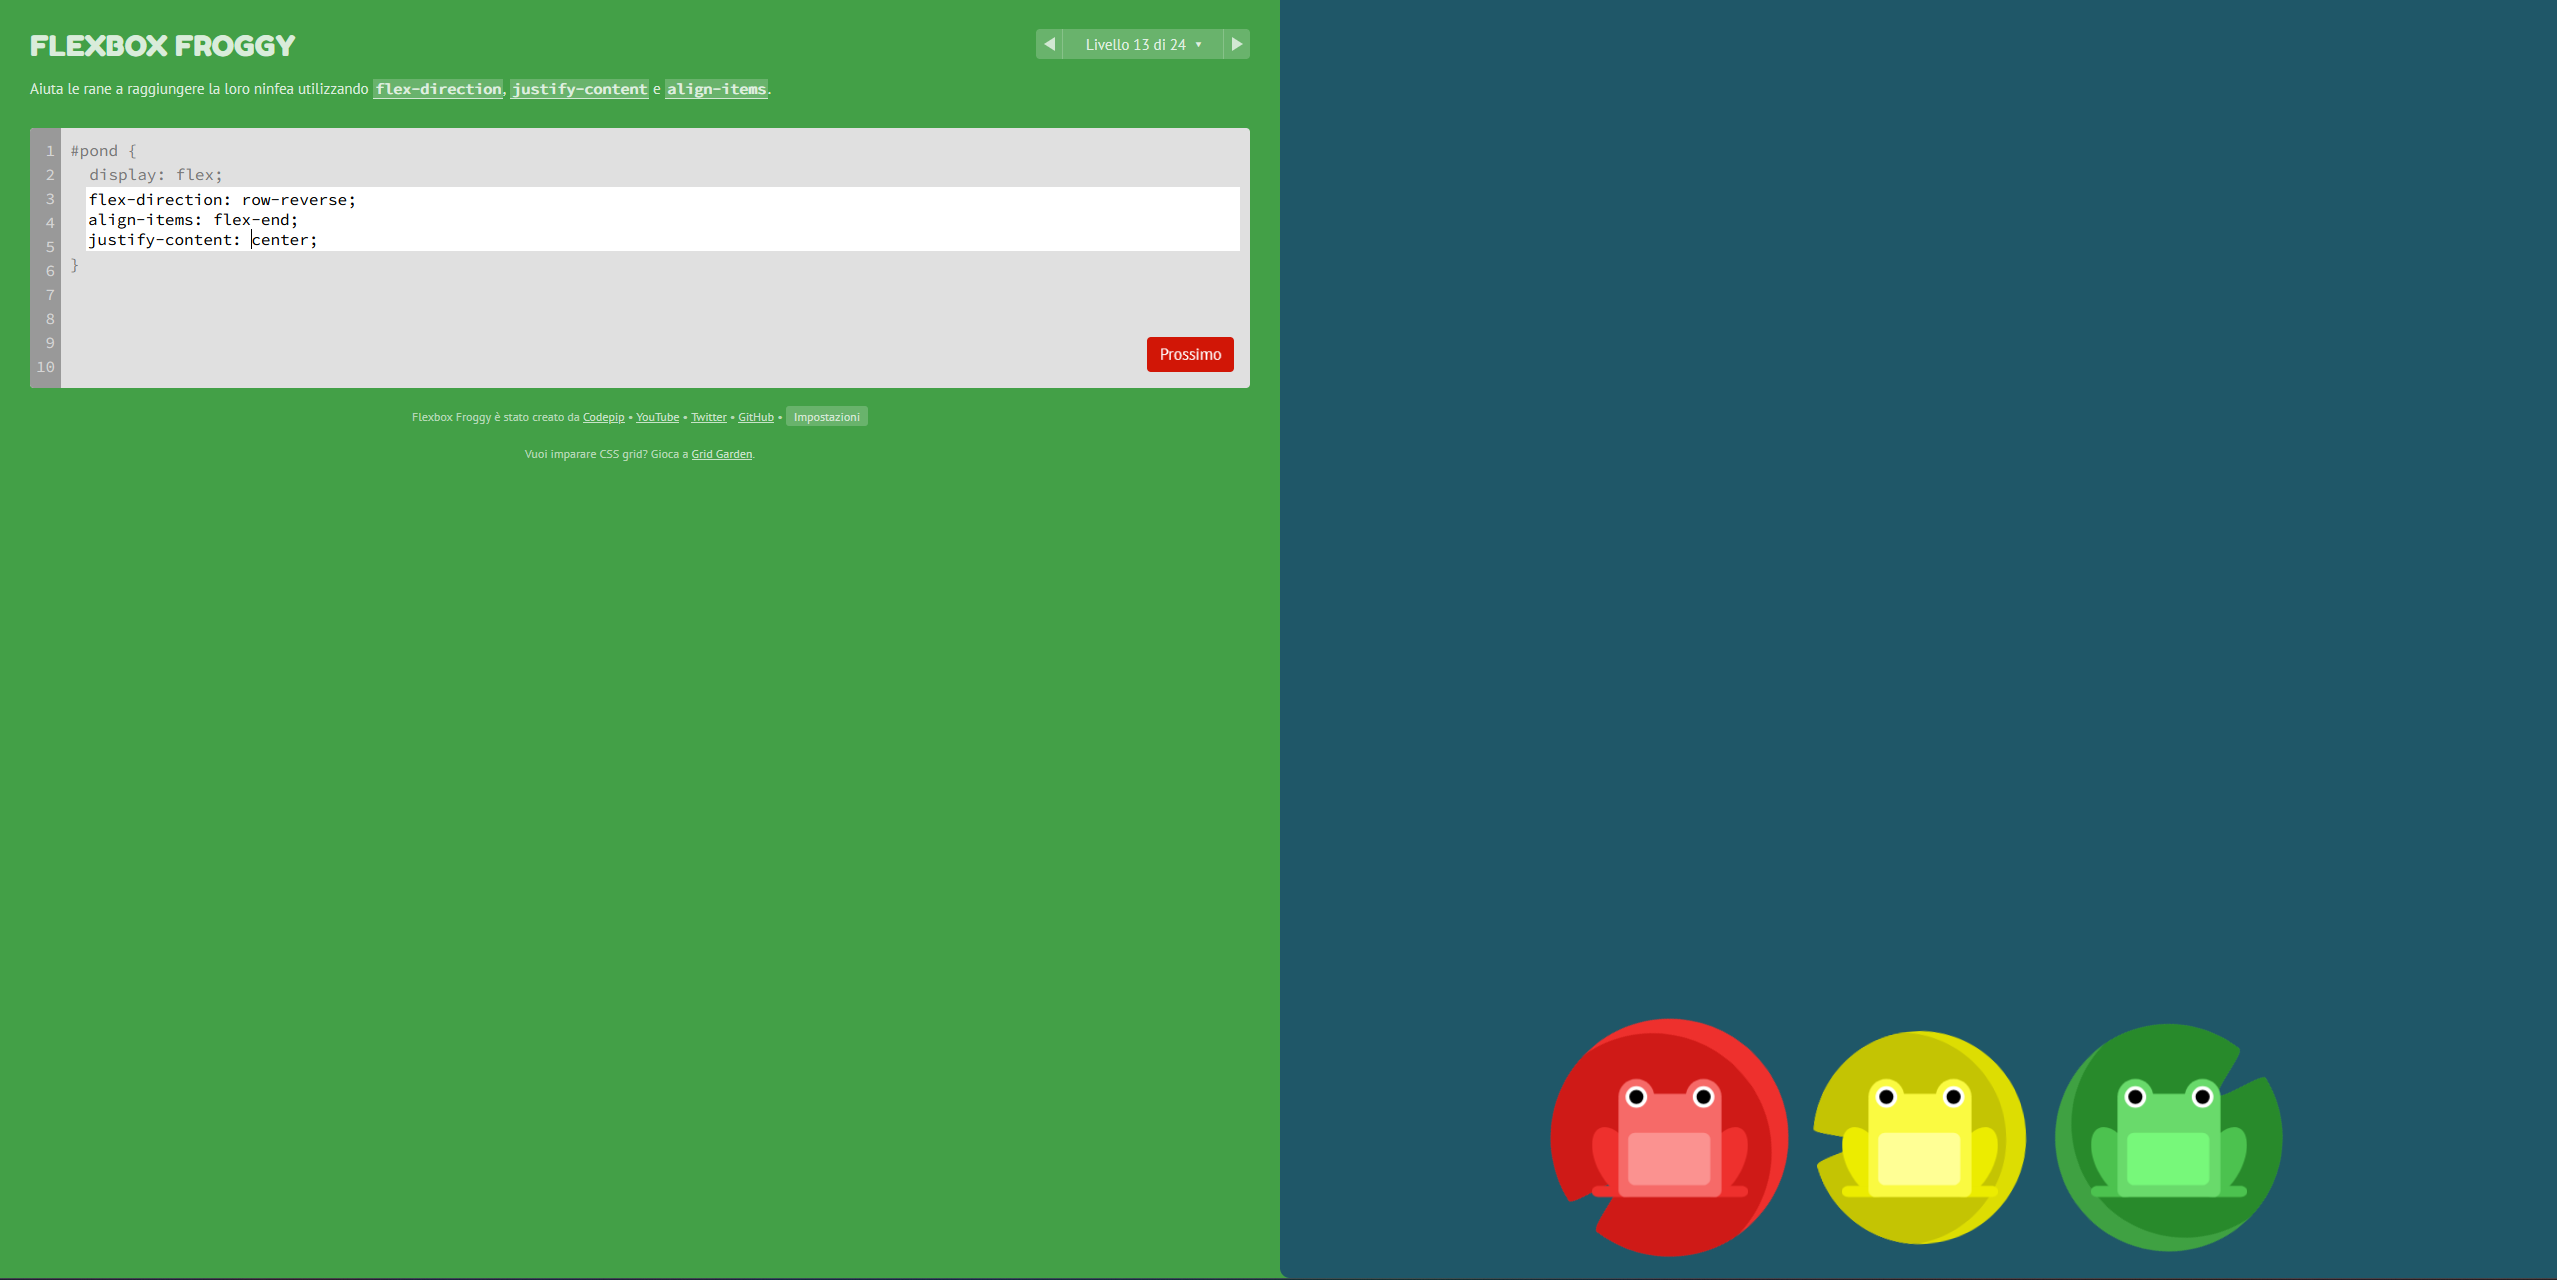 FLEXBOX FROGGY
Livello 13 di 24
Aiuta le rane a raggiungere la loro ninfea utilizzando flex-direction, justify-content e align-items.
1 #pond {
2 display: flex;
3 flex-direction: row-reverse;
4 align-items: flex-end;
5 justify-content: center;
6 }
7
8
9
10
Prossimo
Flexbox Froggy è stato creato da Codepip • YouTube • Twitter • GitHub • Impostazioni
Vuoi imparare CSS grid? Gioca a Grid Garden.